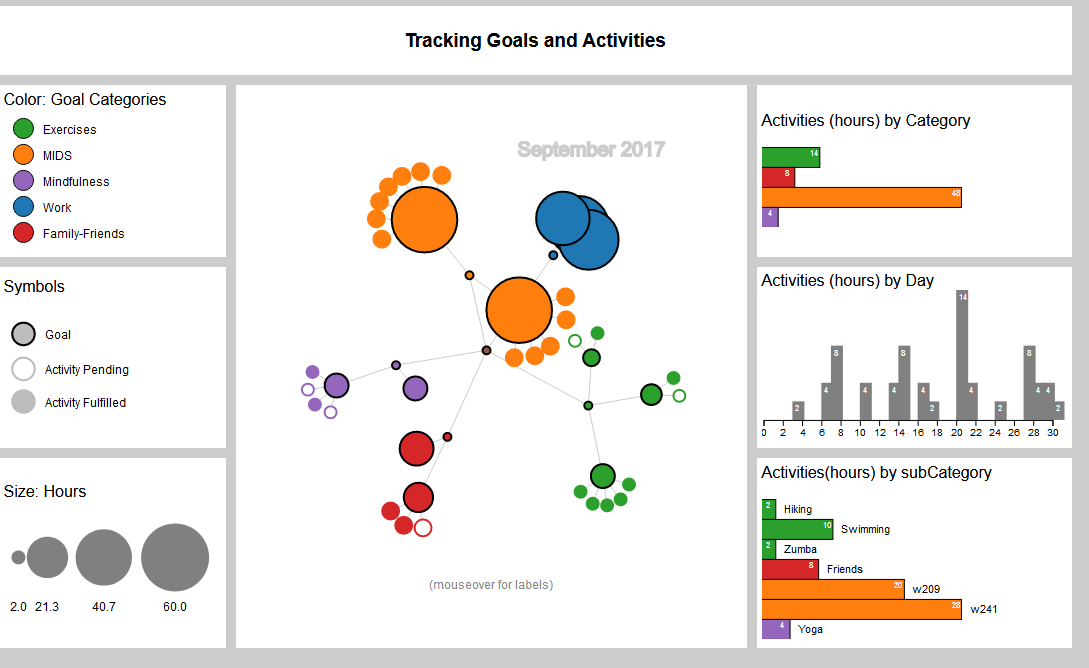 Tracking Goals and Activities
Color: Goal Categories
Exercises
MIDS
Mindfulness
Work
Family-Friends
Symbols
Goal
Activity Pending
Activity Fulfilled
Size: Hours
2.0 21.3 40.7 60.0
September 2017
(mouseover for labels)
Activities (hours) by Category
14
8
48
4
Activities (hours) by Day
2 4 8 4 4 8 4 2 14 4 2 8 4 4 2
0 2 4 6 8 10 12 14 16 18 20 22 24 26 28 30
Activities(hours) by subCategory
2 Hiking
10 Swimming
2 Zumba
8 Friends
20 w209
28 w241
4 Yoga